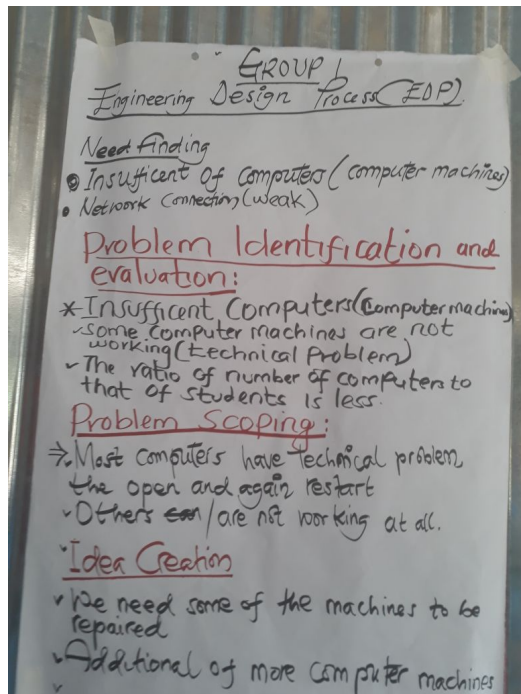 GROUP 1
Engineering Design Process (EDP)
Need Finding
• Insufficent of computers (computer machines)
• Network Connection (weak)
Problem Identification and
evaluation:
* Insufficent Computers (Computer machine)
- some computer machines are not
working (technical problem)
- The ratio of number of computers to
that of students is less.
Problem Scoping:
→ Most computers have technical problem
the open and again restart
- Others can / are not working at all.
Idea Creation
✓ We need some of the machines to be
repaired
- Additional of more computer machines